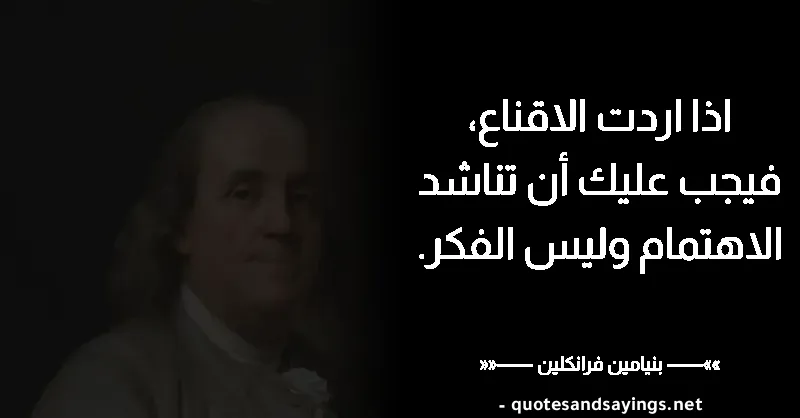 اذا اردت الاقناع،
فيجب عليك أن تناشد
الاهتمام وليس الفكر.
»»—— بنيامين فرانكلين ——««
- quotesandsayings.net